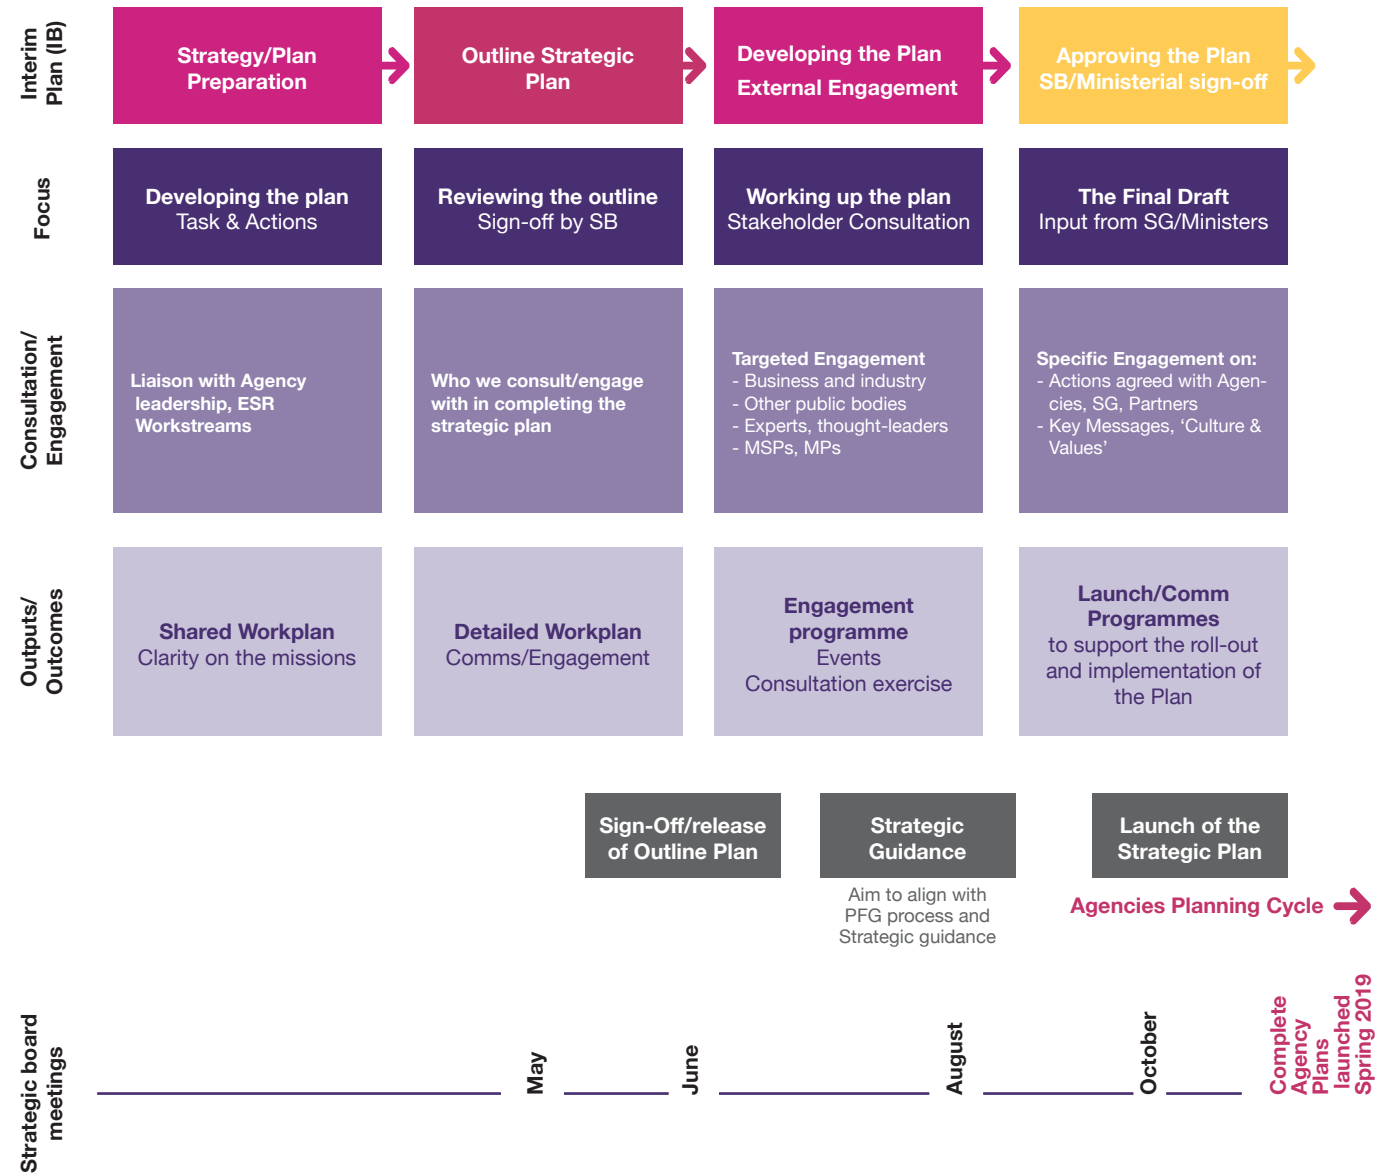 Interim
Plan (IB)
Strategy/Plan
Preparation
Outline Strategic
Plan
Developing the Plan
External Engagement
Approving the Plan
SB/Ministerial sign-off
Focus
Developing the plan
Task & Actions
Reviewing the outline
Sign-off by SB
Working up the plan
Stakeholder Consultation
The Final Draft
Input from SG/Ministers
Consultation/
Engagement
Liaison with Agency
leadership, ESR
Workstreams
Who we consult/engage
with in completing the
strategic plan
Targeted Engagement
- Business and industry
- Other public bodies
- Experts, thought-leaders
- MSPs, MPs
Specific Engagement on:
- Actions agreed with Agen-
cies, SG, Partners
- Key Messages, ‘Culture &
Values’
Outputs/
Outcomes
Shared Workplan
Clarity on the missions
Detailed Workplan
Comms/Engagement
Engagement
programme
Events
Consultation exercise
Launch/Comm
Programmes
to support the roll-out
and implementation of
the Plan
Sign-Off/release
of Outline Plan
Strategic
Guidance
Aim to align with
PFG process and
Strategic guidance
Launch of the
Strategic Plan
Agencies Planning Cycle
Strategic board
meetings
May
June
August
October
Complete
Agency
Plans
launched
Spring 2019